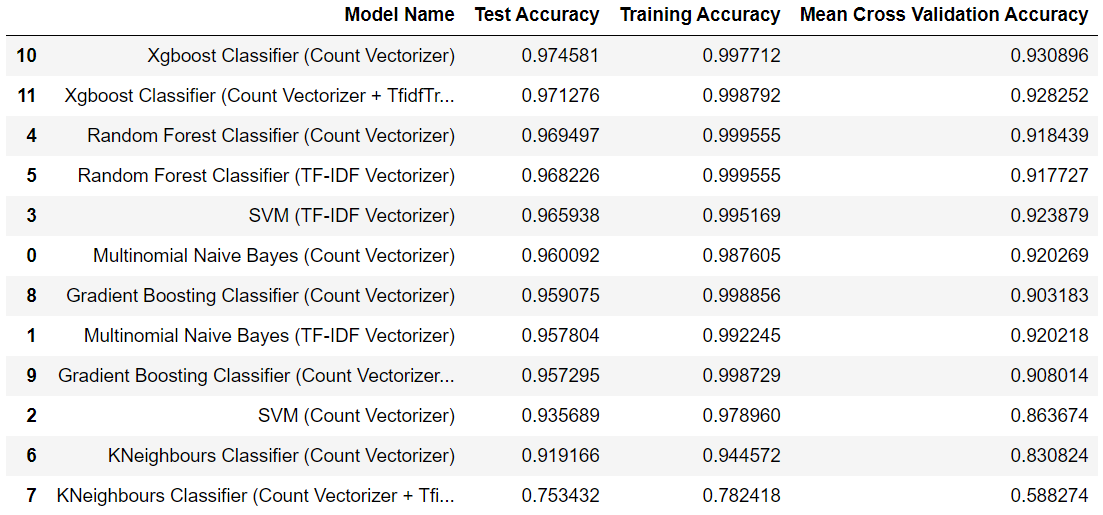 Model Name Test Accuracy Training Accuracy Mean Cross Validation Accuracy
10 Xgboost Classifier (Count Vectorizer) 0.974581 0.997712 0.930896
11 Xgboost Classifier (Count Vectorizer + TfidfTr... 0.971276 0.998792 0.928252
4 Random Forest Classifier (Count Vectorizer) 0.969497 0.999555 0.918439
5 Random Forest Classifier (TF-IDF Vectorizer) 0.968226 0.999555 0.917727
3 SVM (TF-IDF Vectorizer) 0.965938 0.995169 0.923879
0 Multinomial Naive Bayes (Count Vectorizer) 0.960092 0.987605 0.920269
8 Gradient Boosting Classifier (Count Vectorizer) 0.959075 0.998856 0.903183
1 Multinomial Naive Bayes (TF-IDF Vectorizer) 0.957804 0.992245 0.920218
9 Gradient Boosting Classifier (Count Vectorizer... 0.957295 0.998729 0.908014
2 SVM (Count Vectorizer) 0.935689 0.978960 0.863674
6 KNeighbours Classifier (Count Vectorizer) 0.919166 0.944572 0.830824
7 KNeighbours Classifier (Count Vectorizer + Tfi... 0.753432 0.782418 0.588274